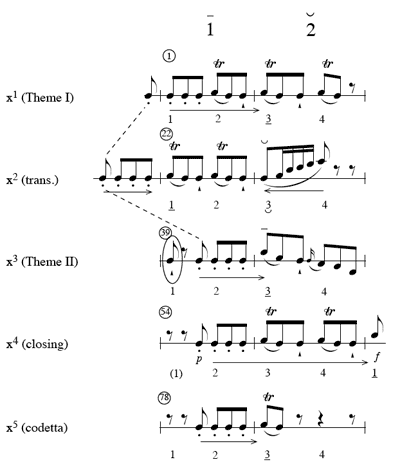 1 2
1
tr tr tr
x1 (Theme I)
1 2 3 4
22
tr tr
x2 (trans.)
1 2 3 4
39
x3 (Theme II)
1 2 3 4
54
tr tr
x4 (closing)
p f
(1) 2 3 4 1
78
tr
x5 (codetta)
1 2 3 4